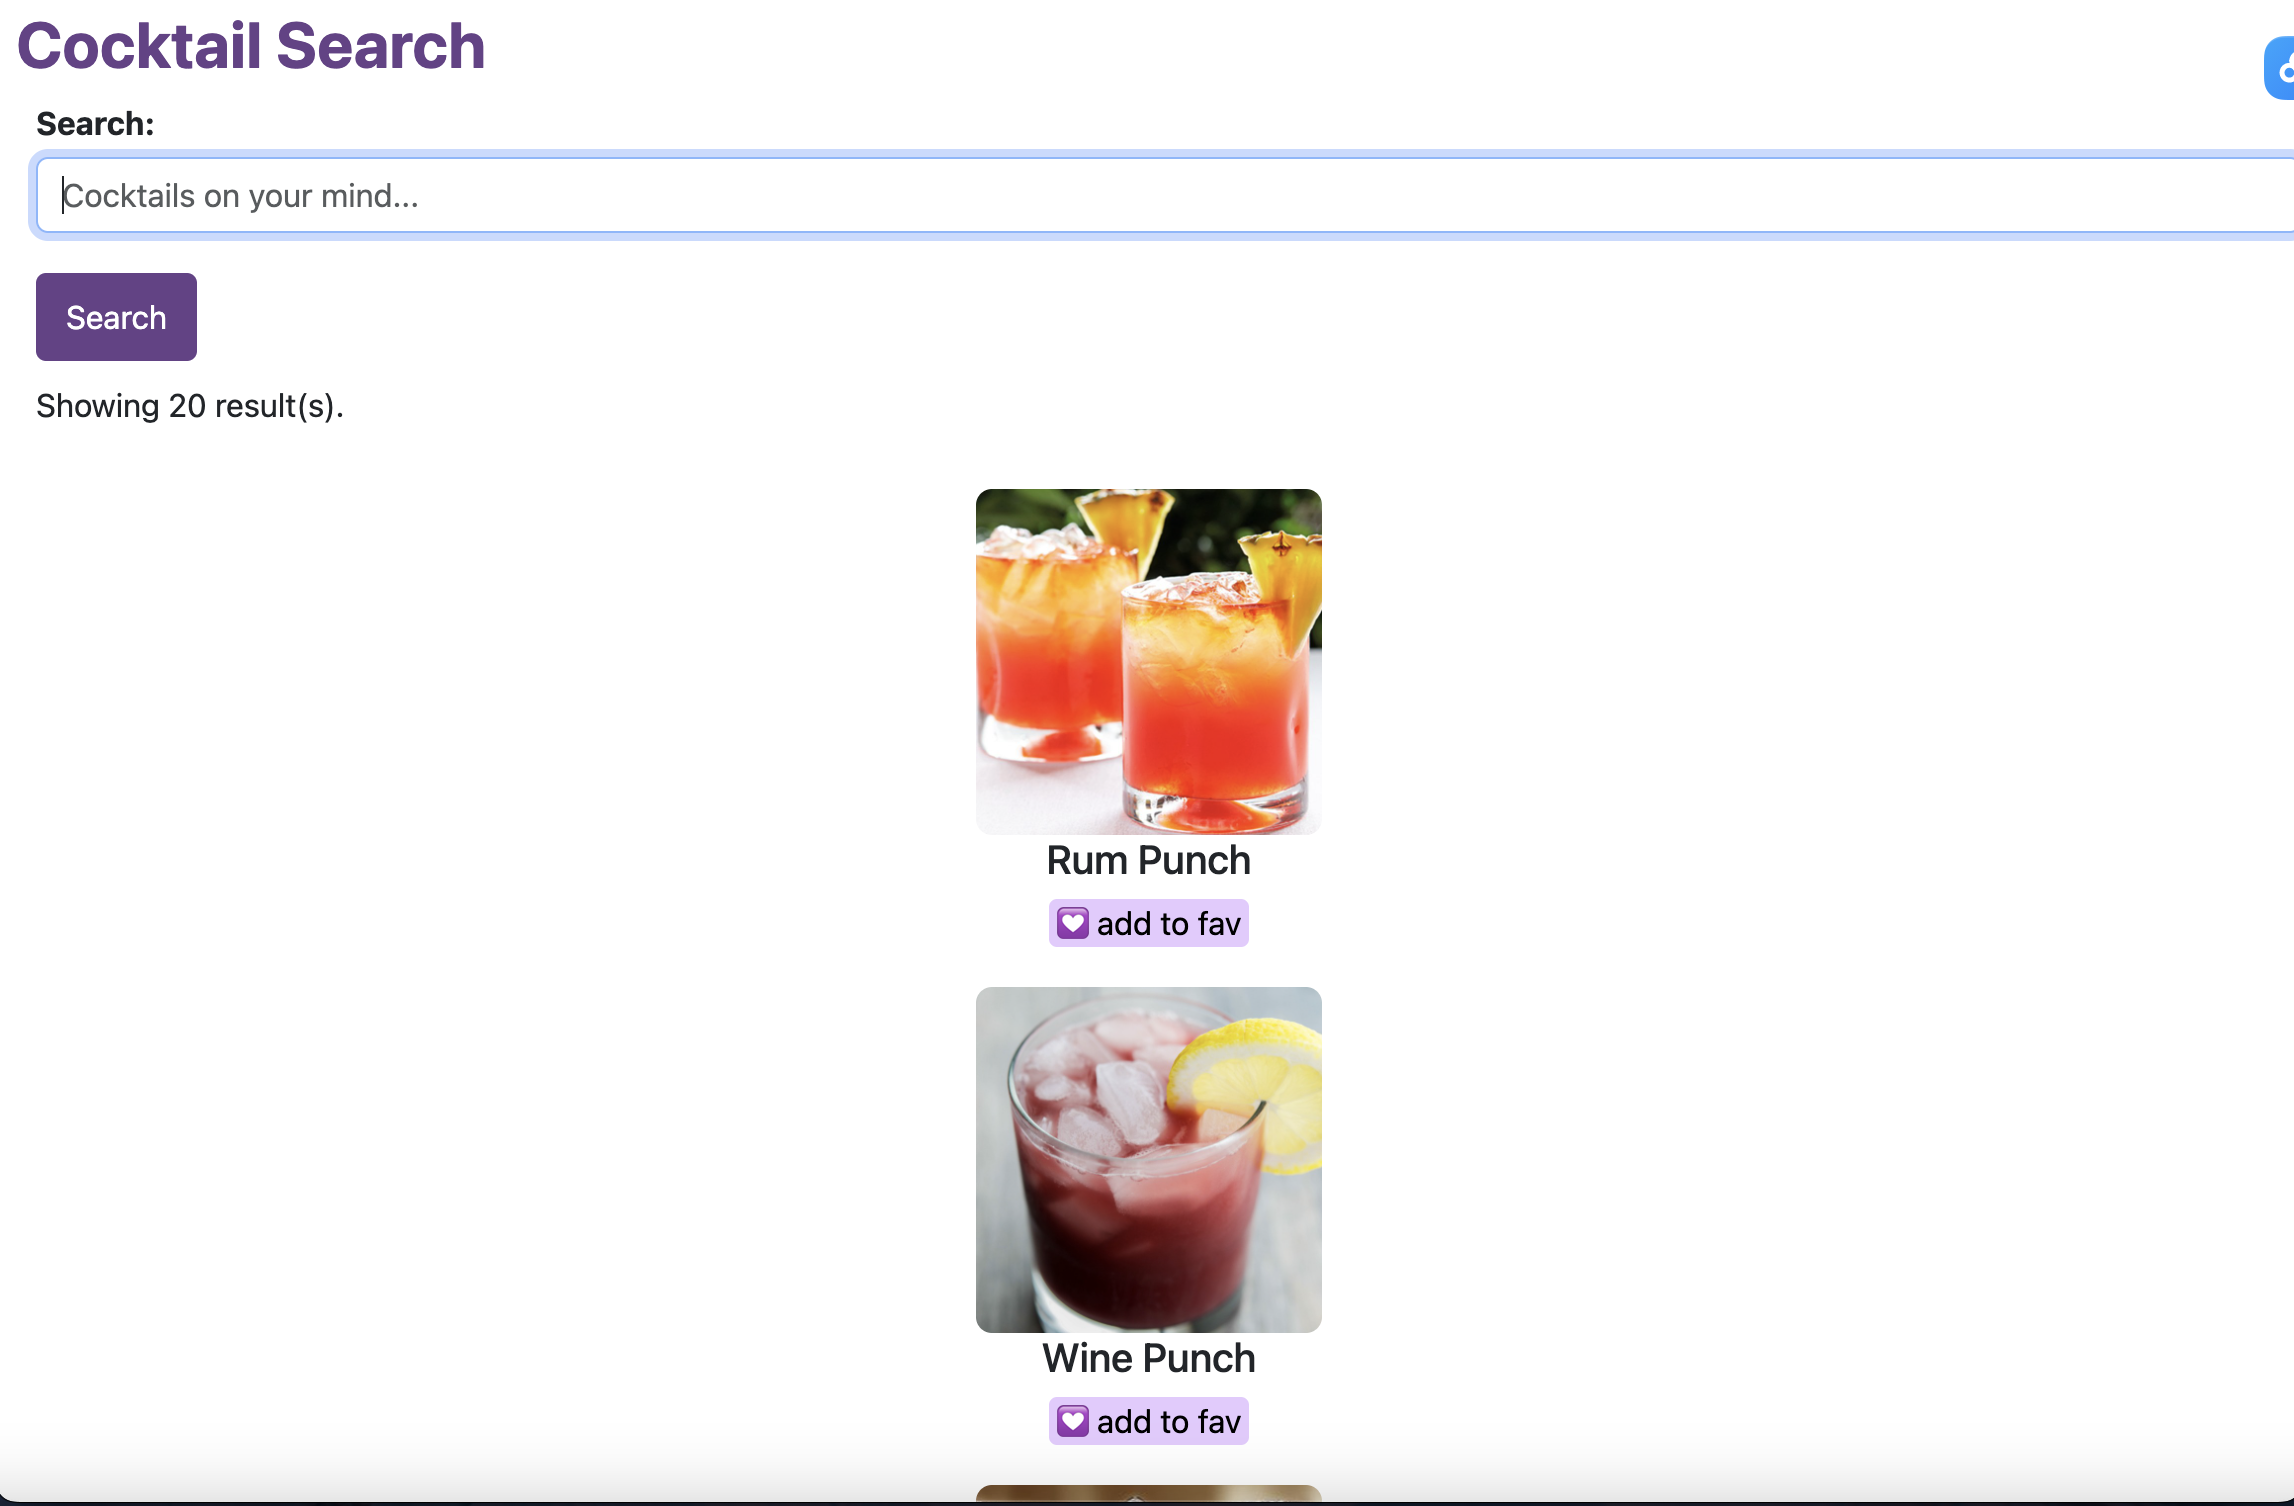 Cocktail Search
Search:
Cocktails on your mind...
Search
Showing 20 result(s).
Rum Punch
💟 add to fav
Wine Punch
💟 add to fav